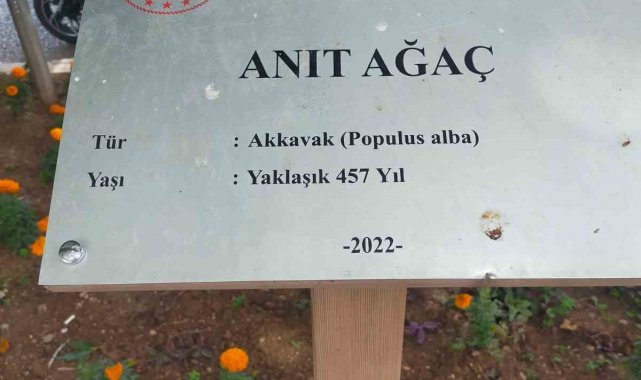 ANIT AĞAÇ
Tür : Akkavak (Populus alba)
Yaşı : Yaklaşık 457 Yıl
-2022-